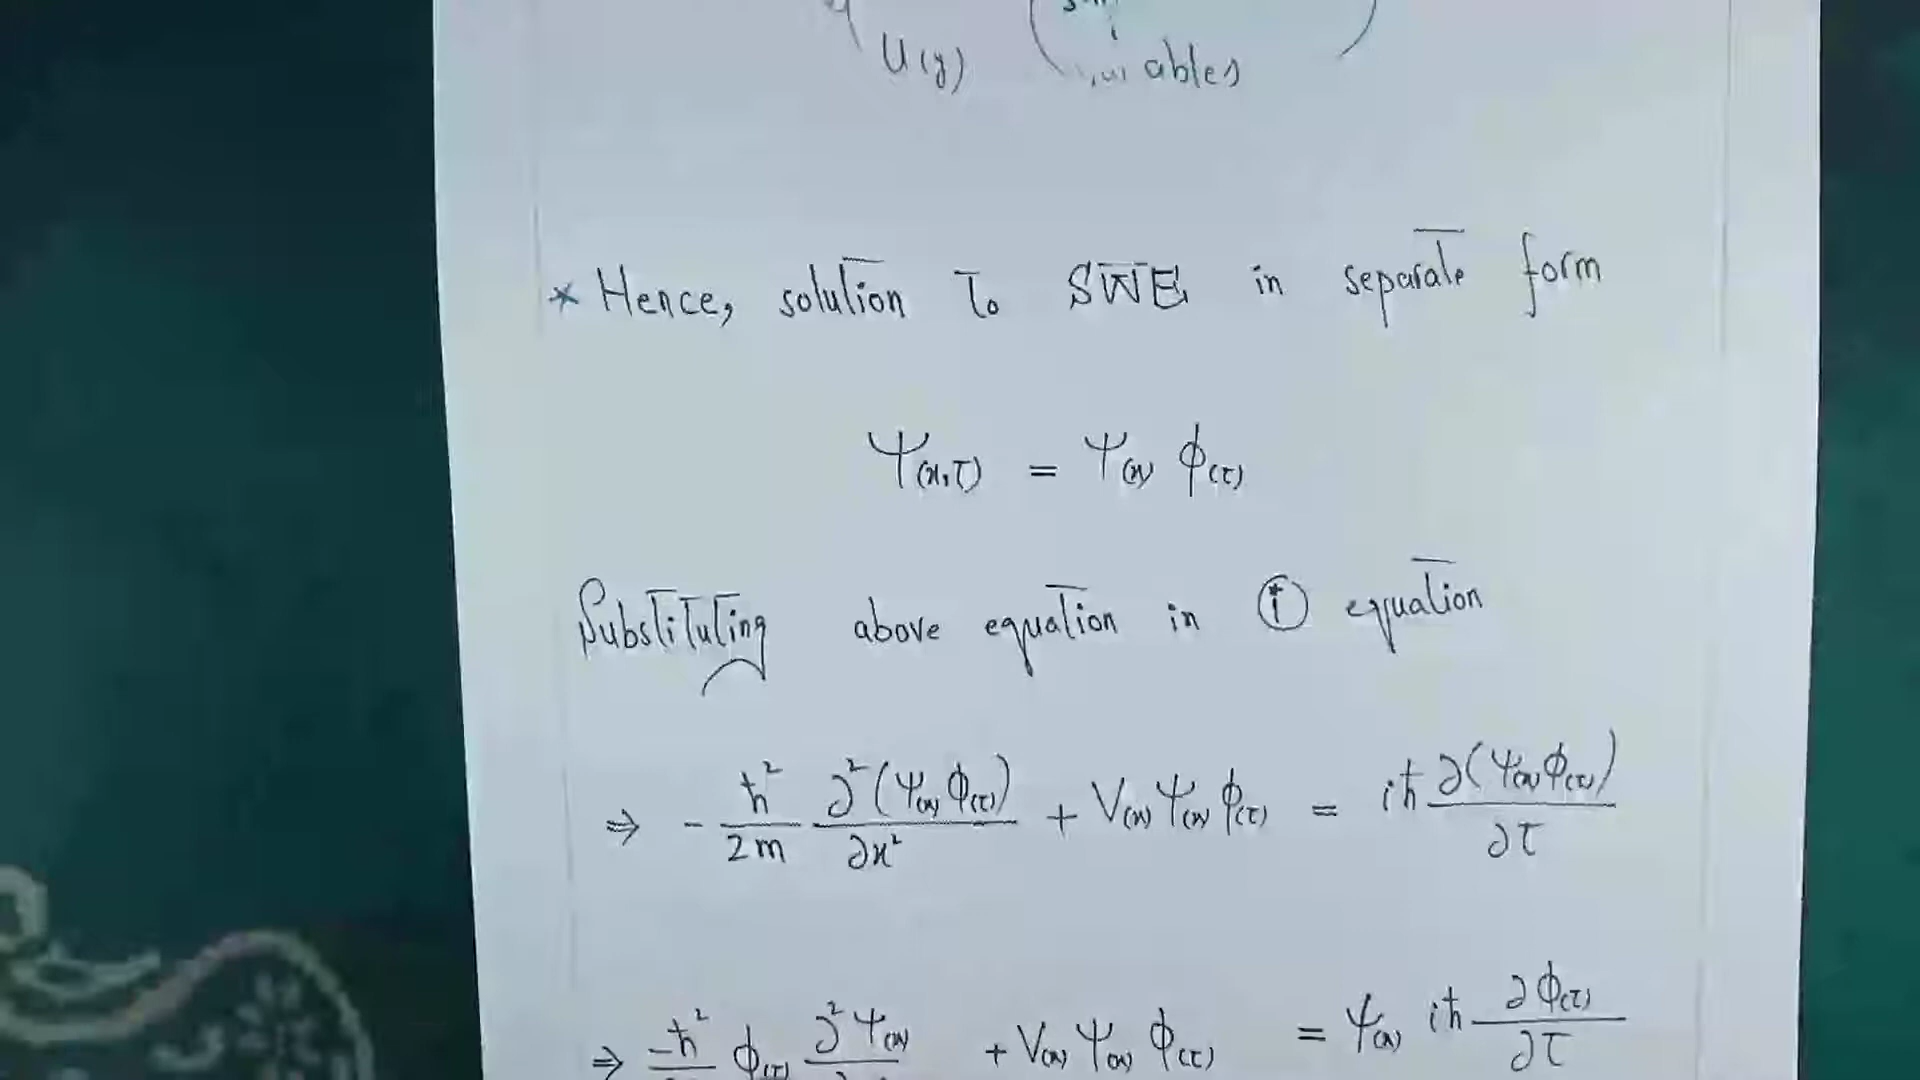 U(y) ables
* Hence, solution To SWE in separate form
Ψ(x,t) = Ψ(x) ϕ(t)
Substituting above equation in ⓘ equation
⇒ - ħ²/2m ∂²(Ψ(x) ϕ(t))/∂x² + V(x) Ψ(x) ϕ(t) = iħ ∂(Ψ(x) ϕ(t))/∂t
⇒ -ħ² ϕ(t) ∂²Ψ(x) + V(x) Ψ(x) ϕ(t) = Ψ(x) iħ ∂ϕ(t)/∂t